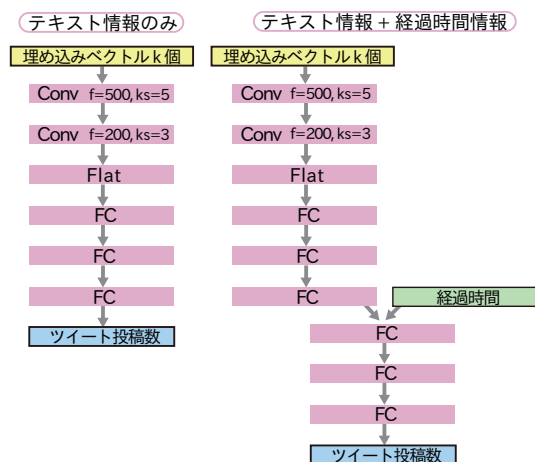 テキスト情報のみ
埋め込みベクトルk個
Conv f=500, ks=5
Conv f=200, ks=3
Flat
FC
FC
FC
ツイート投稿数
テキスト情報 + 経過時間情報
埋め込みベクトルk個
Conv f=500, ks=5
Conv f=200, ks=3
Flat
FC
FC
FC
経過時間
FC
FC
FC
ツイート投稿数